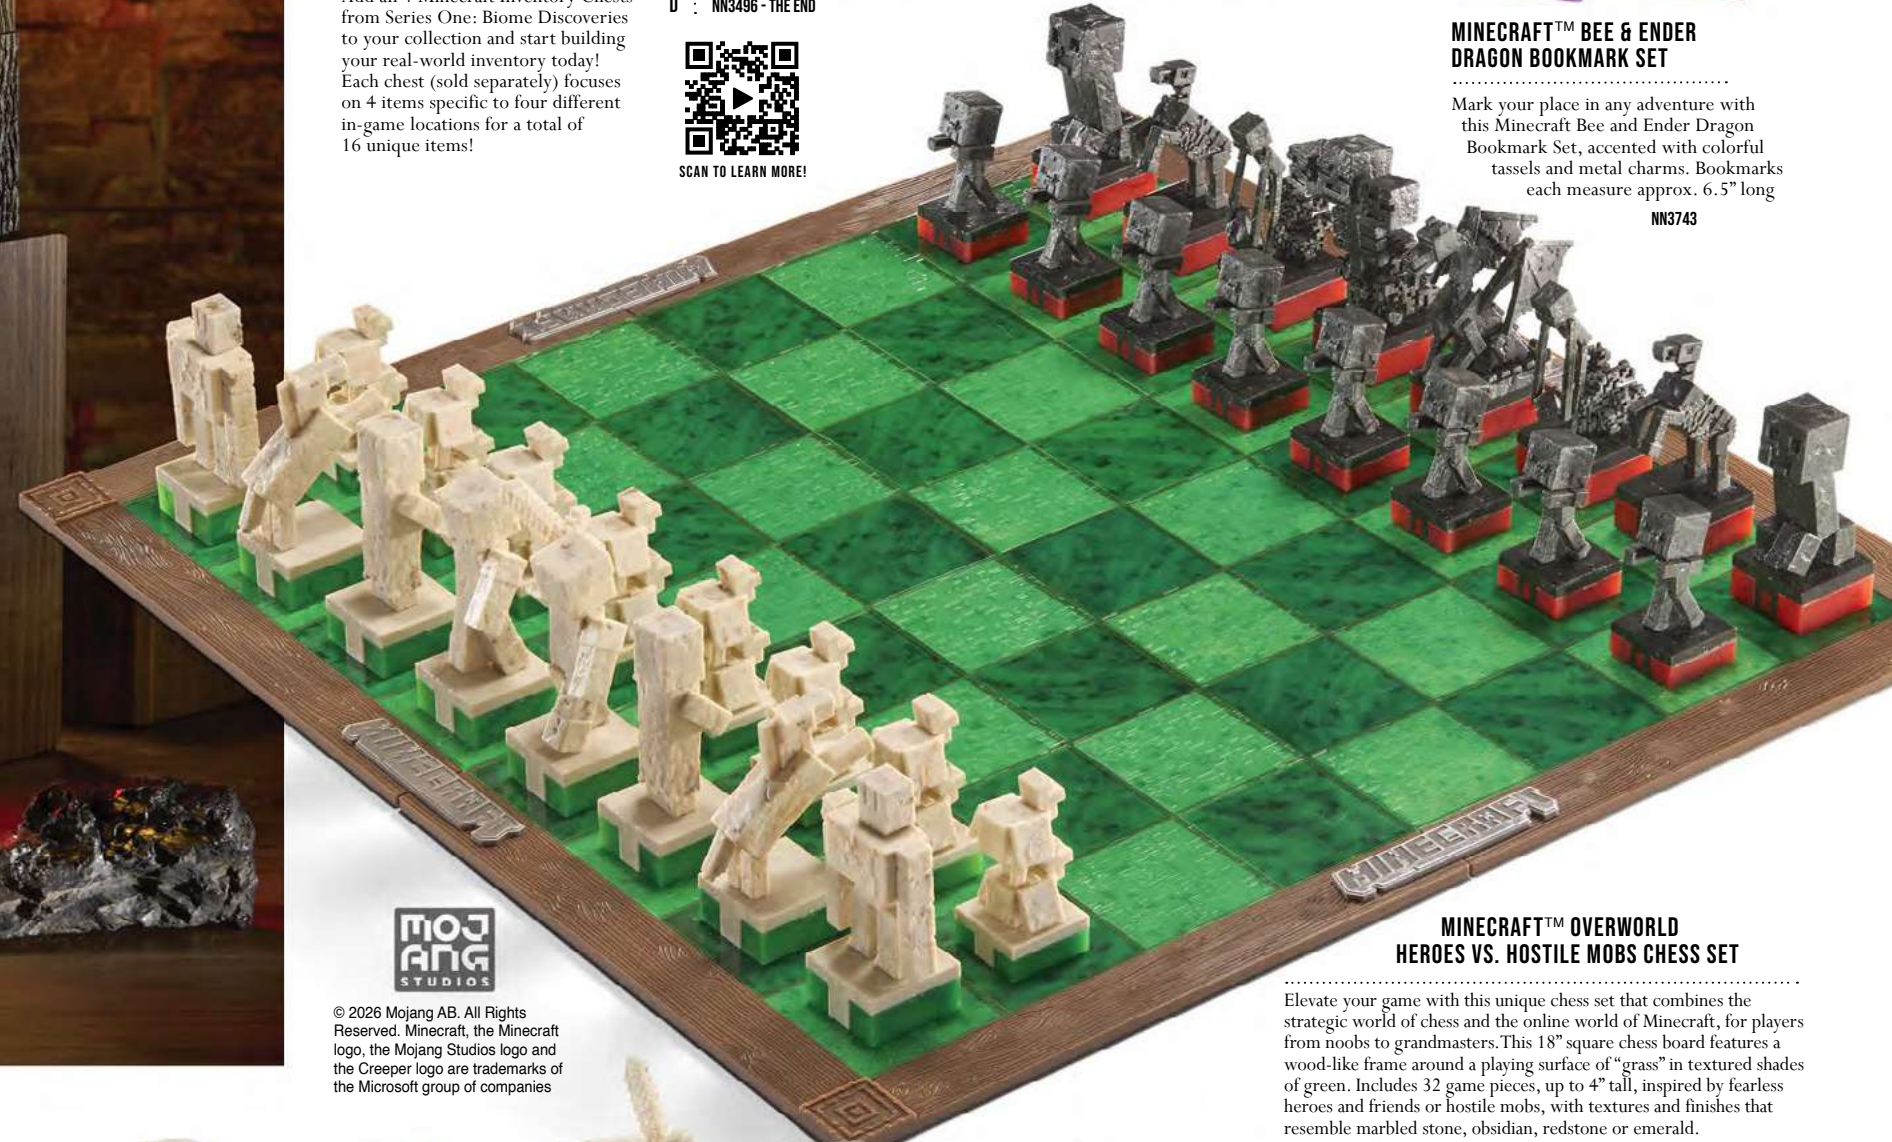 from Series One: Biome Discoveries
to your collection and start building
your real-world inventory today!
Each chest (sold separately) focuses
on 4 items specific to four different
in-game locations for a total of
16 unique items!
D : NN3496 - THE END
SCAN TO LEARN MORE!
MINECRAFT™ BEE & ENDER
DRAGON BOOKMARK SET
Mark your place in any adventure with
this Minecraft Bee and Ender Dragon
Bookmark Set, accented with colorful
tassels and metal charms. Bookmarks
each measure approx. 6.5” long
NN3743
MINECRAFT
MINECRAFT
MINECRAFT
MOJ
ANG
STUDIOS
© 2026 Mojang AB. All Rights
Reserved. Minecraft, the Minecraft
logo, the Mojang Studios logo and
the Creeper logo are trademarks of
the Microsoft group of companies
MINECRAFT™ OVERWORLD
HEROES VS. HOSTILE MOBS CHESS SET
Elevate your game with this unique chess set that combines the
strategic world of chess and the online world of Minecraft, for players
from noobs to grandmasters.This 18” square chess board features a
wood-like frame around a playing surface of “grass” in textured shades
of green. Includes 32 game pieces, up to 4” tall, inspired by fearless
heroes and friends or hostile mobs, with textures and finishes that
resemble marbled stone, obsidian, redstone or emerald.